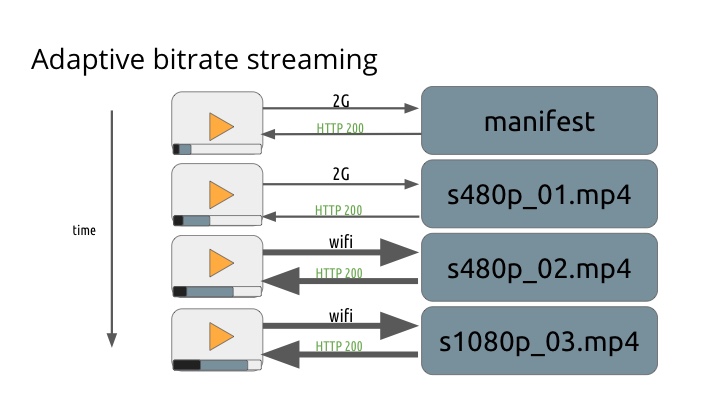 Adaptive bitrate streaming
2G
manifest
HTTP 200
2G
s480p_01.mp4
HTTP 200
time
wifi
s480p_02.mp4
HTTP 200
wifi
s1080p_03.mp4
HTTP 200